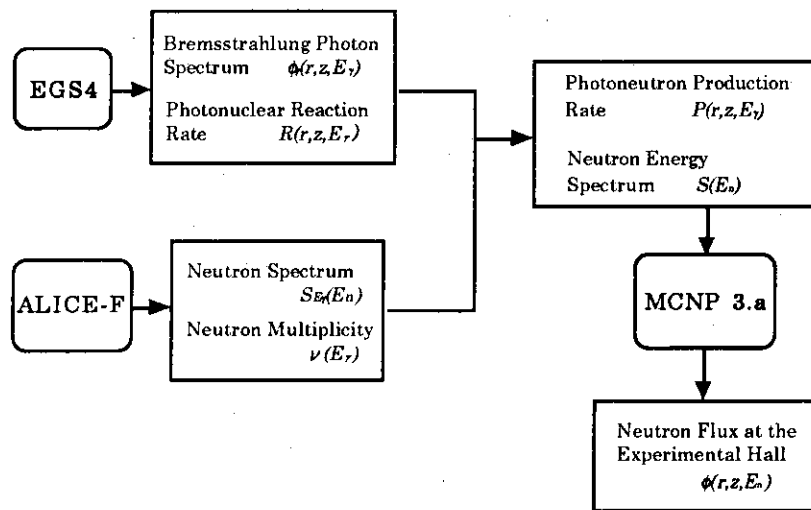 EGS4
Bremsstrahlung Photon
Spectrum ϕ(r,z,Eγ)
Photonuclear Reaction
Rate R(r,z,Eγ)
ALICE-F
Neutron Spectrum
SEγ(En)
Neutron Multiplicity
ν(Eγ)
Photoneutron Production
Rate P(r,z,Eγ)
Neutron Energy
Spectrum S(En)
MCNP 3.a
Neutron Flux at the
Experimental Hall
ϕ(r,z,En)